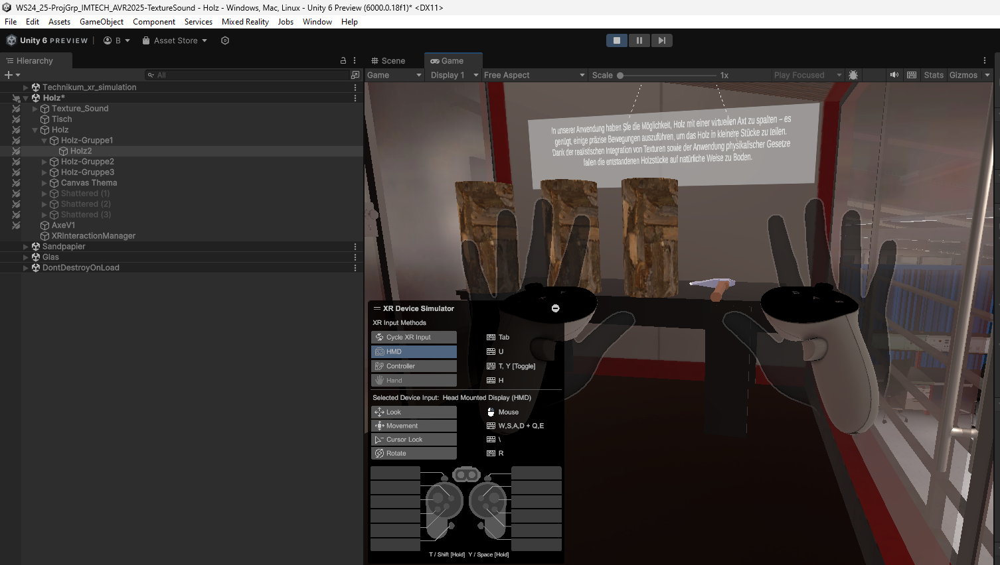 WS24_25-ProjGrp_IMTECH_AVR2025-TextureSound - Holz - Windows, Mac, Linux - Unity 6 Preview (6000.0.18f1)* <DX11>
File Edit Assets GameObject Component Services Mixed Reality Jobs Window Help
Unity 6 PREVIEW B Asset Store
Hierarchy
All
Technikum_xr_simulation
Holz*
Texture_Sound
Tisch
Holz
Holz-Gruppe1
Holz2
Holz-Gruppe2
Holz-Gruppe3
Canvas Thema
Shattered (1)
Shattered (2)
Shattered (3)
AxeV1
XRInteractionManager
Sandpapier
Glas
DontDestroyOnLoad
Scene Game
Game Display 1 Free Aspect Scale 1x Play Focused Stats Gizmos
In unserer Anwendung haben Sie die Möglichkeit, Holz mit einer virtuellen Axt zu spalten – es
genügt, einige präzise Bewegungen auszuführen, um das Holz in kleinere Stücke zu teilen.
Dank der realistischen Integration von Texturen sowie der Anwendung physikalischer Gesetze
fallen die entstandenen Holzstücke auf natürliche Weise zu Boden.
XR Device Simulator
XR Input Methods
Cycle XR Input Tab
HMD U
Controller T, Y [Toggle]
Hand H
Selected Device Input: Head Mounted Display (HMD)
Look Mouse
Movement W,S,A,D + Q,E
Cursor Lock \
Rotate R
T / Shift [Hold] Y / Space [Hold]